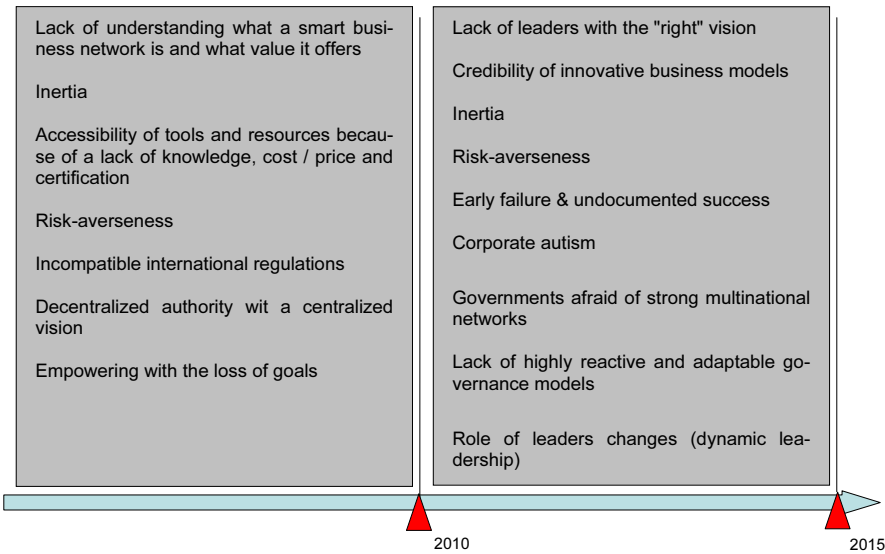 Lack of understanding what a smart busi-
ness network is and what value it offers
Inertia
Accessibility of tools and resources becau-
se of a lack of knowledge, cost / price and
certification
Risk-averseness
Incompatible international regulations
Decentralized authority wit a centralized
vision
Empowering with the loss of goals
Lack of leaders with the "right" vision
Credibility of innovative business models
Inertia
Risk-averseness
Early failure & undocumented success
Corporate autism
Governments afraid of strong multinational
networks
Lack of highly reactive and adaptable go-
vernance models
Role of leaders changes (dynamic lea-
dership)
2010
2015